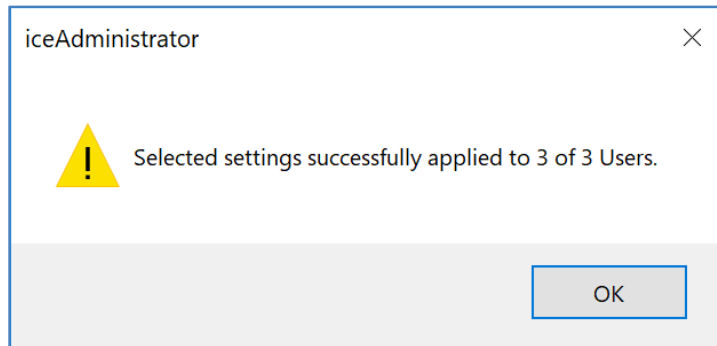 iceAdministrator
Selected settings successfully applied to 3 of 3 Users.
OK